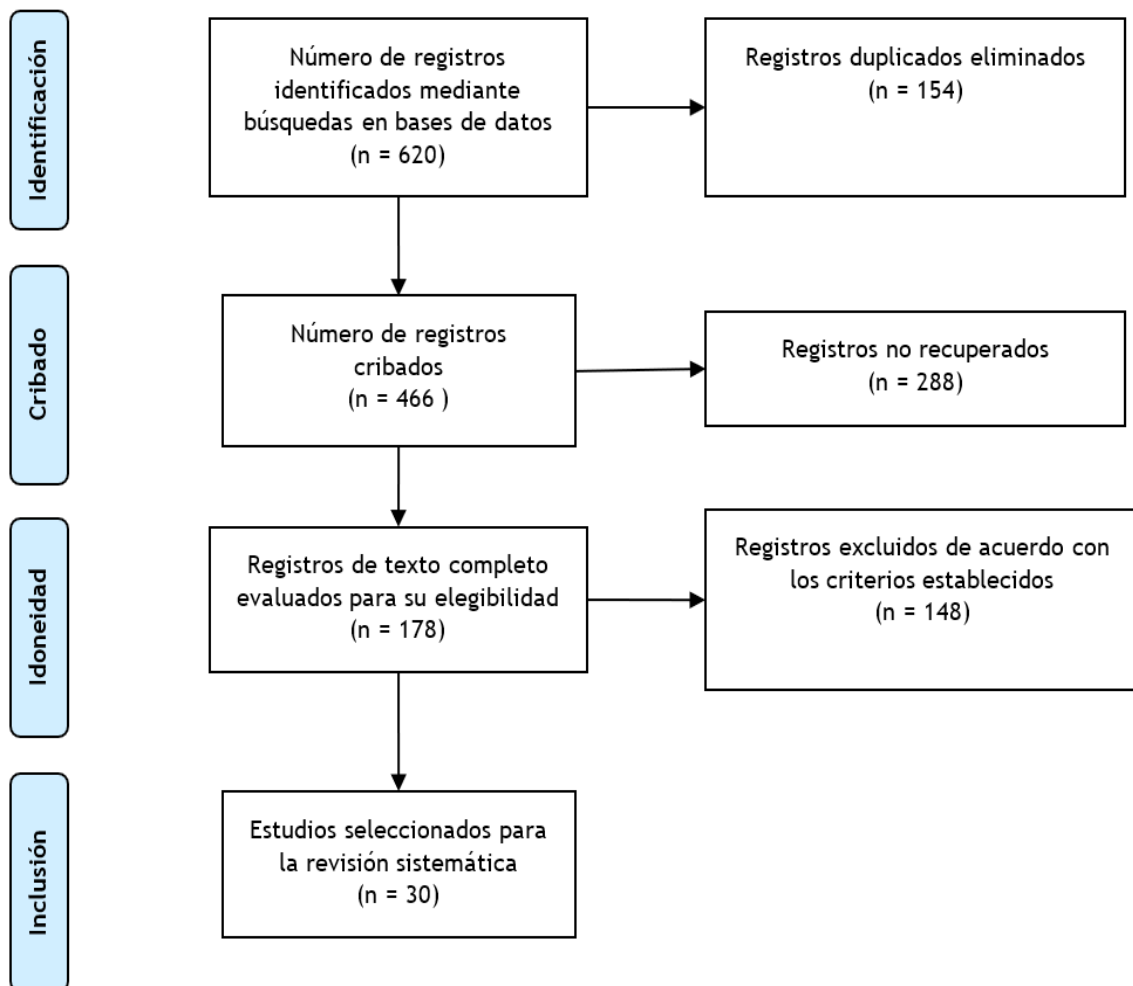 Identificación
Número de registros
identificados mediante
búsquedas en bases de datos
(n = 620)
Registros duplicados eliminados
(n = 154)
Cribado
Número de registros
cribados
(n = 466 )
Registros no recuperados
(n = 288)
Idoneidad
Registros de texto completo
evaluados para su elegibilidad
(n = 178)
Registros excluidos de acuerdo con
los criterios establecidos
(n = 148)
Inclusión
Estudios seleccionados para
la revisión sistemática
(n = 30)